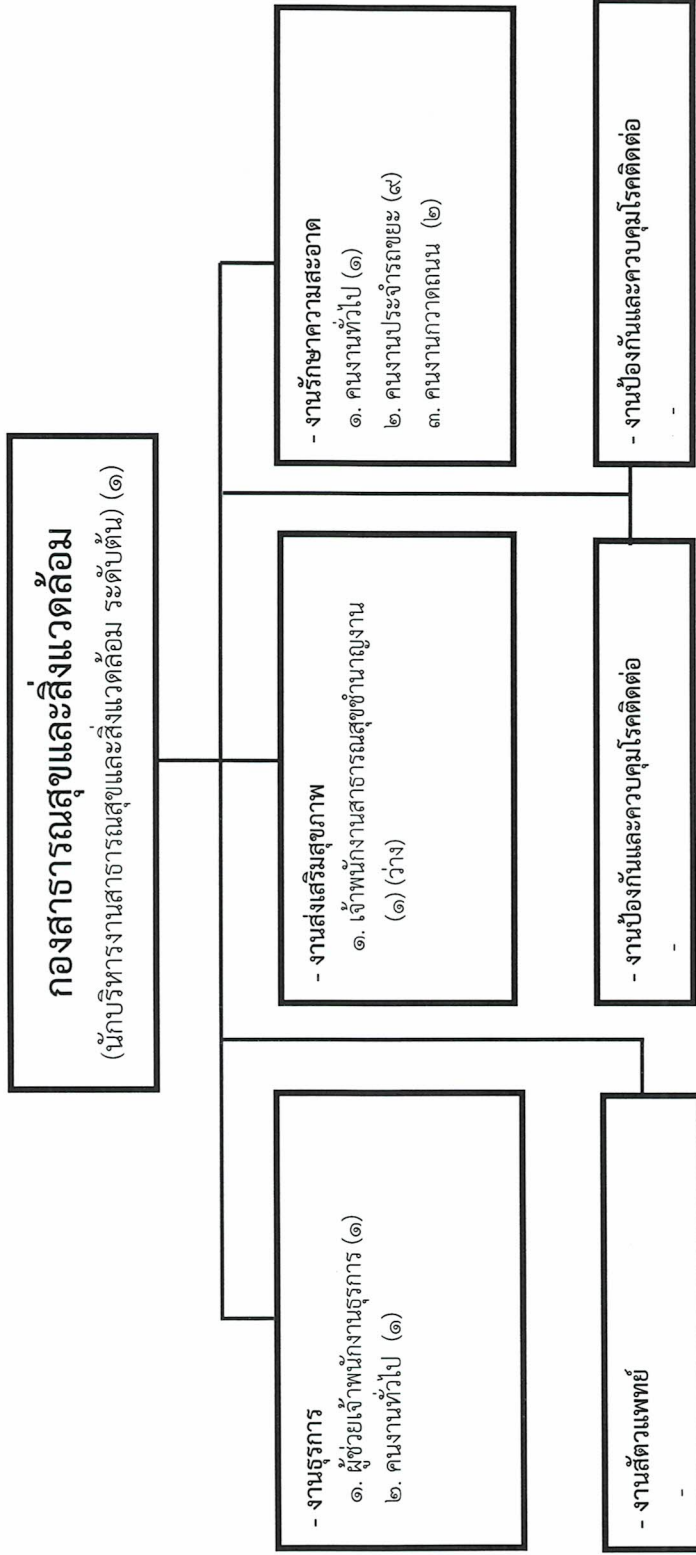 กองสาธารณสุขและสิ่งแวดล้อม
(นักบริหารงานสาธารณสุขและสิ่งแวดล้อม ระดับต้น) (๑)
- งานธุรการ
๑. ผู้ช่วยเจ้าพนักงานธุรการ (๑)
๒. คนงานทั่วไป (๑)
- งานส่งเสริมสุขภาพ
๑. เจ้าพนักงานสาธารณสุขชำนาญงาน
(๑) (ว่าง)
- งานรักษาความสะอาด
๑. คนงานทั่วไป (๑)
๒. คนงานประจำรถขยะ (๙)
๓. คนงานกวาดถนน (๒)
- งานสัตวแพทย์
-
- งานป้องกันและควบคุมโรคติดต่อ
-
- งานป้องกันและควบคุมโรคติดต่อ
-